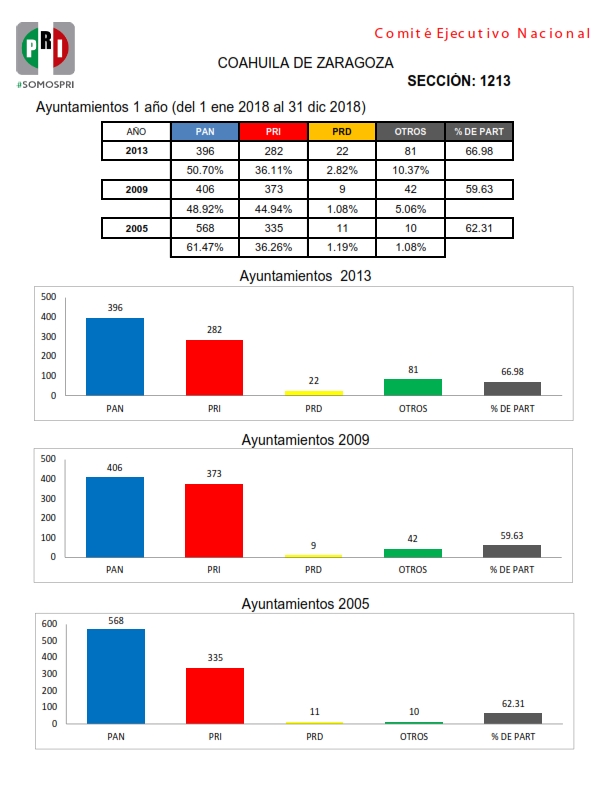 Comité Ejecutivo Nacional
PRI
#SOMOSPRI
COAHUILA DE ZARAGOZA
SECCIÓN: 1213
Ayuntamientos 1 año (del 1 ene 2018 al 31 dic 2018)
AÑO PAN PRI PRD OTROS % DE PART
2013 396 282 22 81 66.98
50.70% 36.11% 2.82% 10.37%
2009 406 373 9 42 59.63
48.92% 44.94% 1.08% 5.06%
2005 568 335 11 10 62.31
61.47% 36.26% 1.19% 1.08%
Ayuntamientos 2013
500
400
300
200
100
0
396 282 22 81 66.98
PAN PRI PRD OTROS % DE PART
Ayuntamientos 2009
500
400
300
200
100
0
406 373 9 42 59.63
PAN PRI PRD OTROS % DE PART
Ayuntamientos 2005
600
500
400
300
200
100
0
568 335 11 10 62.31
PAN PRI PRD OTROS % DE PART